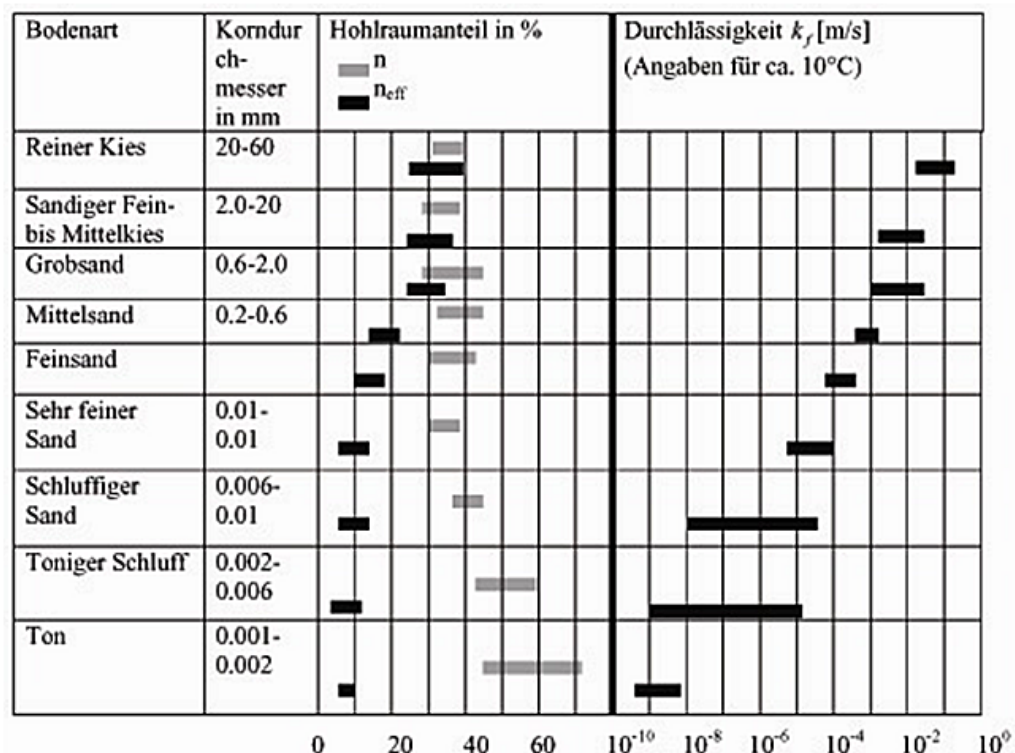 Bodenart
Korndur
ch-
messer
in mm
Hohlraumanteil in %
n
n_eff
Durchlässigkeit k_f [m/s]
(Angaben für ca. 10°C)
Reiner Kies
20-60
Sandiger Fein-
bis Mittelkies
2.0-20
Grobsand
0.6-2.0
Mittelsand
0.2-0.6
Feinsand
Sehr feiner
Sand
0.01-
0.01
Schluffiger
Sand
0.006-
0.01
Toniger Schluff
0.002-
0.006
Ton
0.001-
0.002
0 20 40 60 10⁻¹⁰ 10⁻⁸ 10⁻⁶ 10⁻⁴ 10⁻² 10⁰